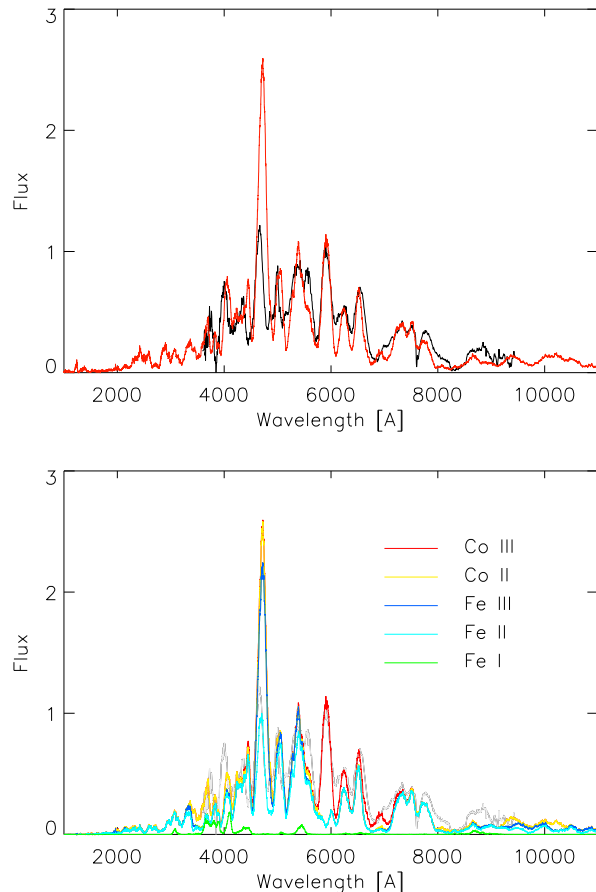 3
2
1
0
Flux
2000 4000 6000 8000 10000
Wavelength [A]
3
2
1
0
Flux
Co III
Co II
Fe III
Fe II
Fe I
2000 4000 6000 8000 10000
Wavelength [A]